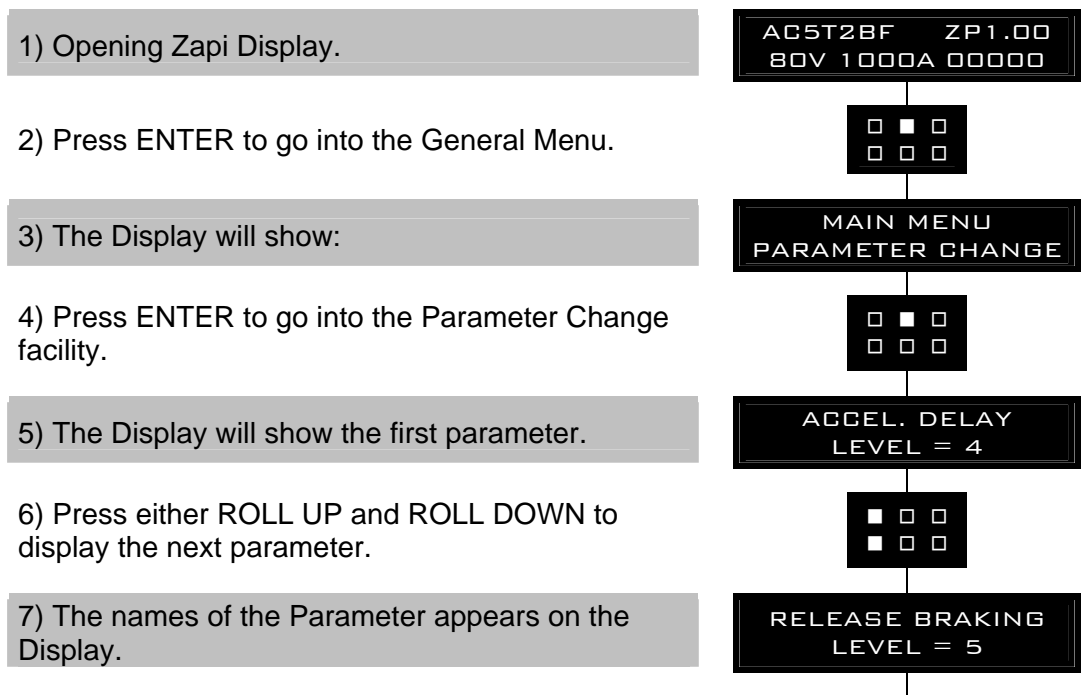 1) Opening Zapi Display.
AC5T2BF ZP1.00
80V 1000A 00000
2) Press ENTER to go into the General Menu.
3) The Display will show:
MAIN MENU
PARAMETER CHANGE
4) Press ENTER to go into the Parameter Change
facility.
5) The Display will show the first parameter.
ACCEL. DELAY
LEVEL = 4
6) Press either ROLL UP and ROLL DOWN to
display the next parameter.
7) The names of the Parameter appears on the
Display.
RELEASE BRAKING
LEVEL = 5